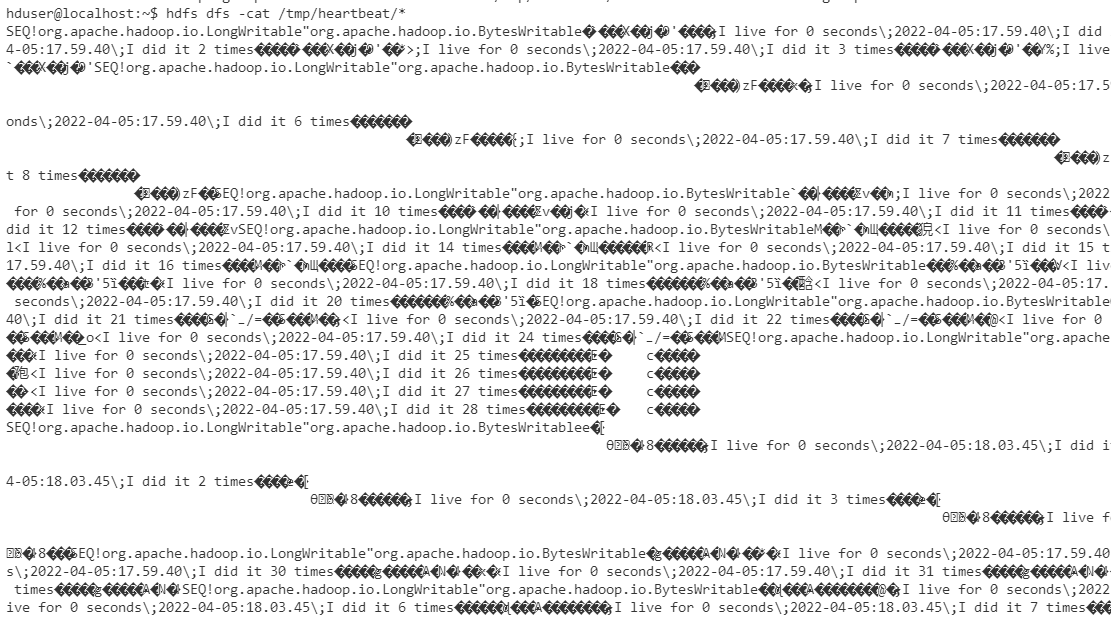 hduser@localhost:~$ hdfs dfs -cat /tmp/heartbeat/*
SEQ!org.apache.hadoop.io.LongWritable"org.apache.hadoop.io.BytesWritable I live for 0 seconds\;2022-04-05:17.59.40\;I did
4-05:17.59.40\;I did it 2 times ;I live for 0 seconds\;2022-04-05:17.59.40\;I did it 3 times ;I live
SEQ!org.apache.hadoop.io.LongWritable"org.apache.hadoop.io.BytesWritable
zF I live for 0 seconds\;2022-04-05:17.5
onds\;2022-04-05:17.59.40\;I did it 6 times
zF ;I live for 0 seconds\;2022-04-05:17.59.40\;I did it 7 times
)z
t 8 times
zF EQ!org.apache.hadoop.io.LongWritable"org.apache.hadoop.io.BytesWritable ;I live for 0 seconds\;2022
for 0 seconds\;2022-04-05:17.59.40\;I did it 10 times I live for 0 seconds\;2022-04-05:17.59.40\;I did it 11 times
did it 12 times SEQ!org.apache.hadoop.io.LongWritable"org.apache.hadoop.io.BytesWritable <I live for 0 seconds\
l<I live for 0 seconds\;2022-04-05:17.59.40\;I did it 14 times <I live for 0 seconds\;2022-04-05:17.59.40\;I did it 15 t
17.59.40\;I did it 16 times EQ!org.apache.hadoop.io.LongWritable"org.apache.hadoop.io.BytesWritable <I liv
I live for 0 seconds\;2022-04-05:17.59.40\;I did it 18 times <I live for 0 seconds\;2022-04-05:17.
seconds\;2022-04-05:17.59.40\;I did it 20 times EQ!org.apache.hadoop.io.LongWritable"org.apache.hadoop.io.BytesWritable
40\;I did it 21 times <I live for 0 seconds\;2022-04-05:17.59.40\;I did it 22 times <I live for 0
<I live for 0 seconds\;2022-04-05:17.59.40\;I did it 24 times SEQ!org.apache.hadoop.io.LongWritable"org.apache
I live for 0 seconds\;2022-04-05:17.59.40\;I did it 25 times c
<I live for 0 seconds\;2022-04-05:17.59.40\;I did it 26 times c
<I live for 0 seconds\;2022-04-05:17.59.40\;I did it 27 times c
I live for 0 seconds\;2022-04-05:17.59.40\;I did it 28 times c
SEQ!org.apache.hadoop.io.LongWritable"org.apache.hadoop.io.BytesWritable
I live for 0 seconds\;2022-04-05:18.03.45\;I did i
4-05:18.03.45\;I did it 2 times
I live for 0 seconds\;2022-04-05:18.03.45\;I did it 3 times
I live f
EQ!org.apache.hadoop.io.LongWritable"org.apache.hadoop.io.BytesWritable I live for 0 seconds\;2022-04-05:17.59.40
s\;2022-04-05:17.59.40\;I did it 30 times I live for 0 seconds\;2022-04-05:17.59.40\;I did it 31 times
times SEQ!org.apache.hadoop.io.LongWritable"org.apache.hadoop.io.BytesWritable I live for 0 seconds\;2022
ive for 0 seconds\;2022-04-05:18.03.45\;I did it 6 times I live for 0 seconds\;2022-04-05:18.03.45\;I did it 7 times